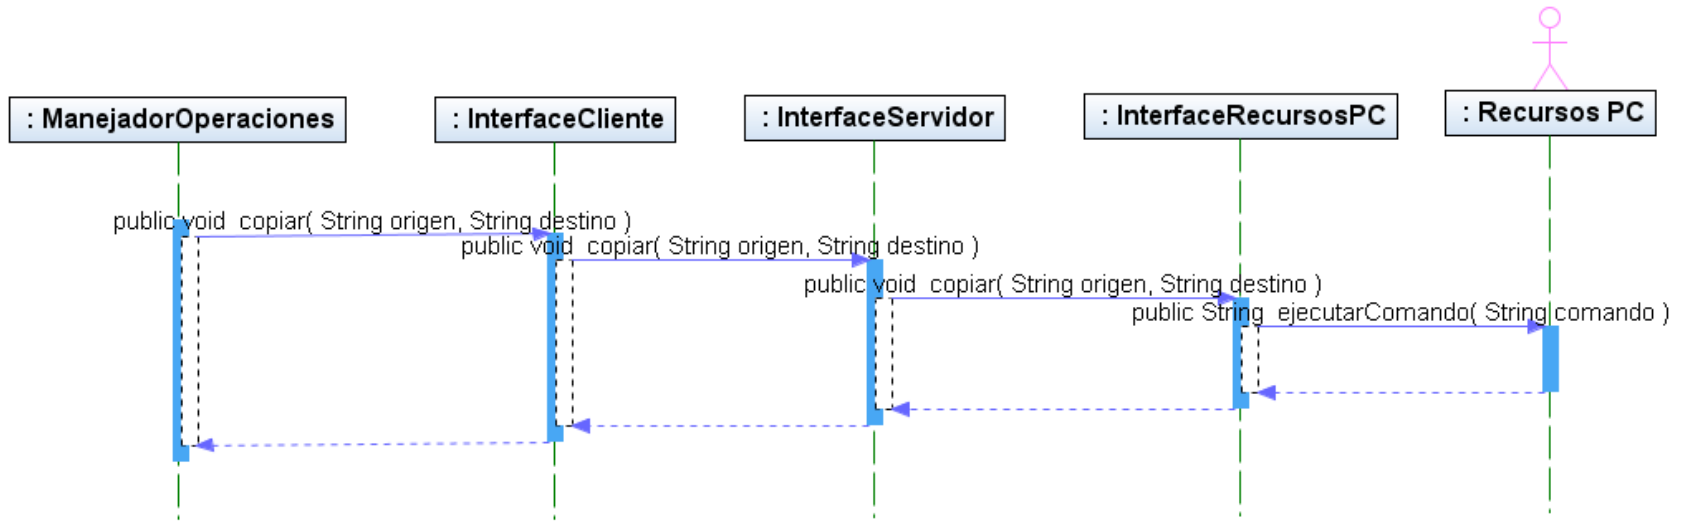 : ManejadorOperaciones
: InterfaceCliente
: InterfaceServidor
: InterfaceRecursosPC
: Recursos PC
public void copiar( String origen, String destino )
public void copiar( String origen, String destino )
public void copiar( String origen, String destino )
public String ejecutarComando( String comando )